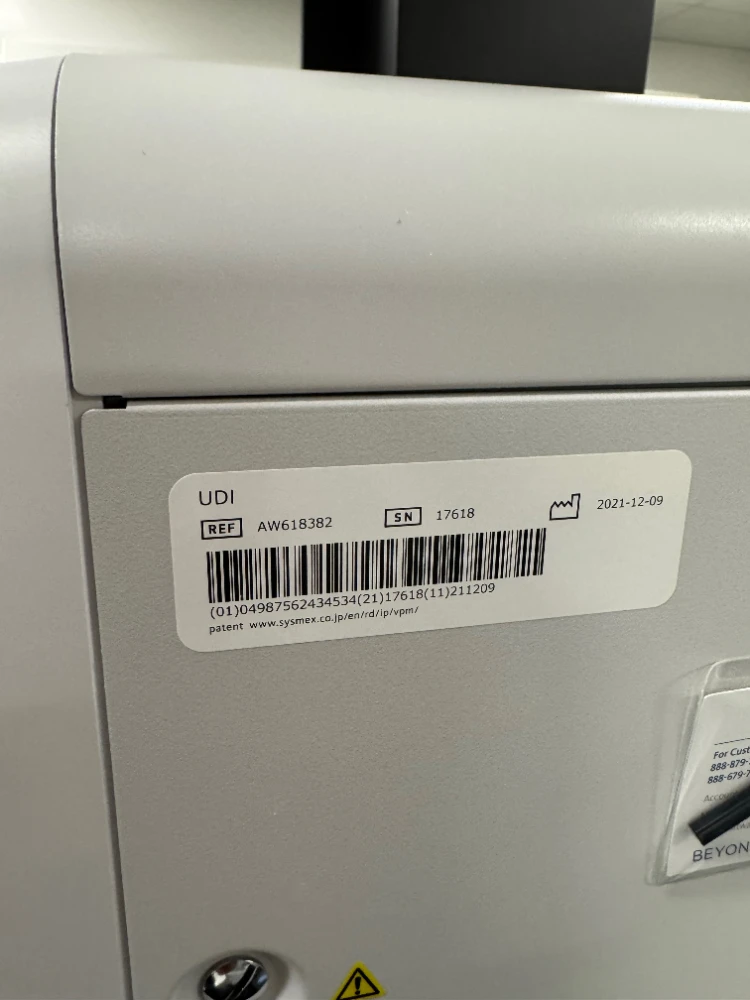 UDI
REF AW618382 SN 17618 2021-12-09
(01)04987562434534(21)17618(11)211209
patent www.sysmex.co.jp/en/rd/ip/vpm/
For Cust
888-879-
888-679-7
BEYON